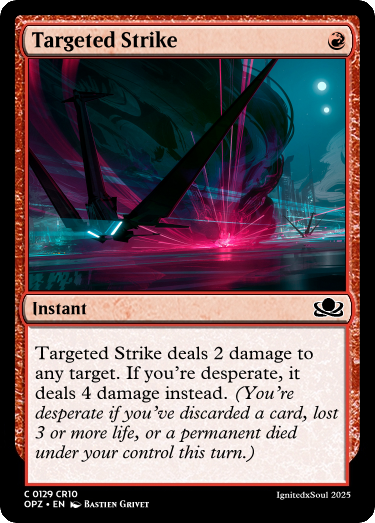 Targeted Strike
Instant
Targeted Strike deals 2 damage to
any target. If you're desperate, it
deals 4 damage instead. (You're
desperate if you've discarded a card, lost
3 or more life, or a permanent died
under your control this turn.)
C 0129 CR10
OPZ • EN Bastien Grivet
IgnitedxSoul 2025